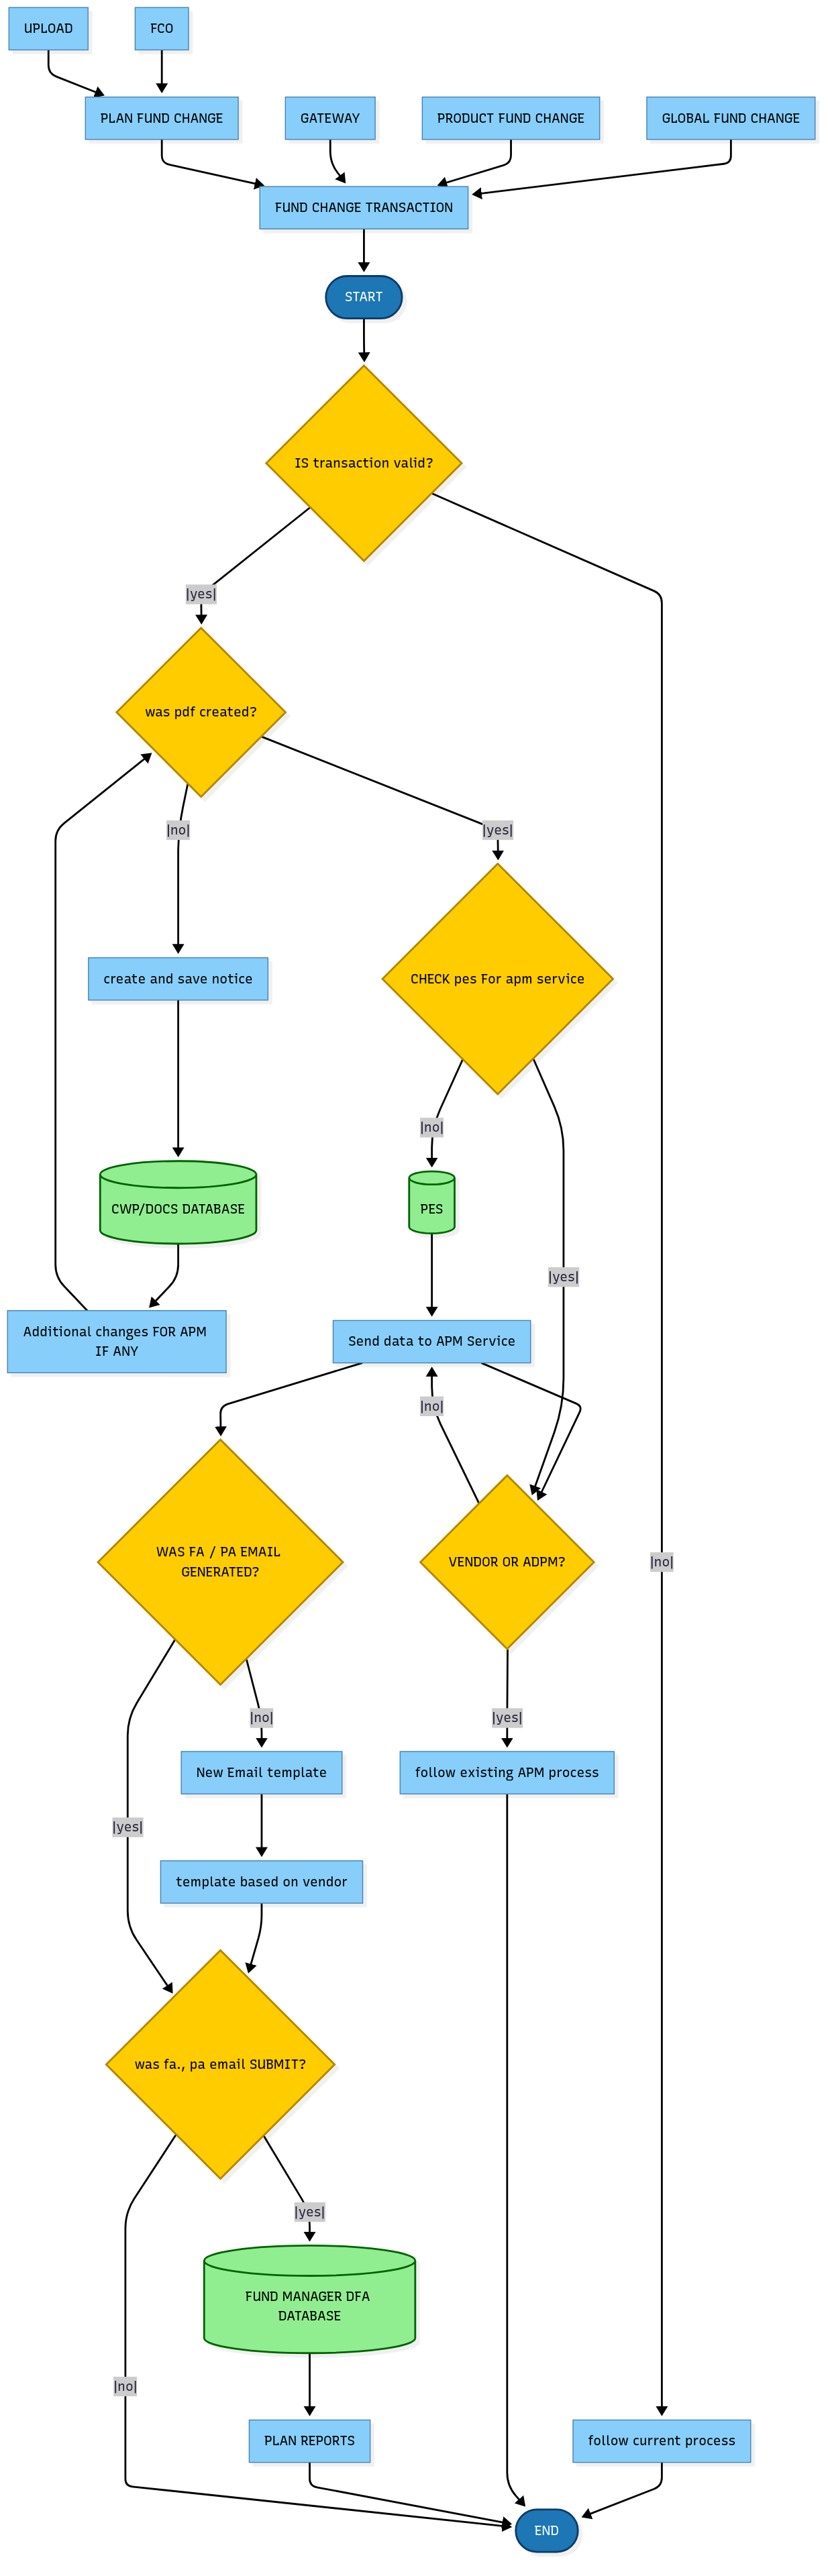 UPLOAD
FCO
PLAN FUND CHANGE
GATEWAY
PRODUCT FUND CHANGE
GLOBAL FUND CHANGE
FUND CHANGE TRANSACTION
START
IS transaction valid?
|yes|
was pdf created?
|no|
|yes|
create and save notice
CHECK pes For apm service
|no|
CWP/DOCS DATABASE
PES
|yes|
Additional changes FOR APM
IF ANY
Send data to APM Service
|no|
WAS FA / PA EMAIL
GENERATED?
VENDOR OR ADPM?
|no|
|no|
|yes|
New Email template
follow existing APM process
|yes|
template based on vendor
was fa., pa email SUBMIT?
|yes|
FUND MANAGER DFA
DATABASE
|no|
PLAN REPORTS
follow current process
END